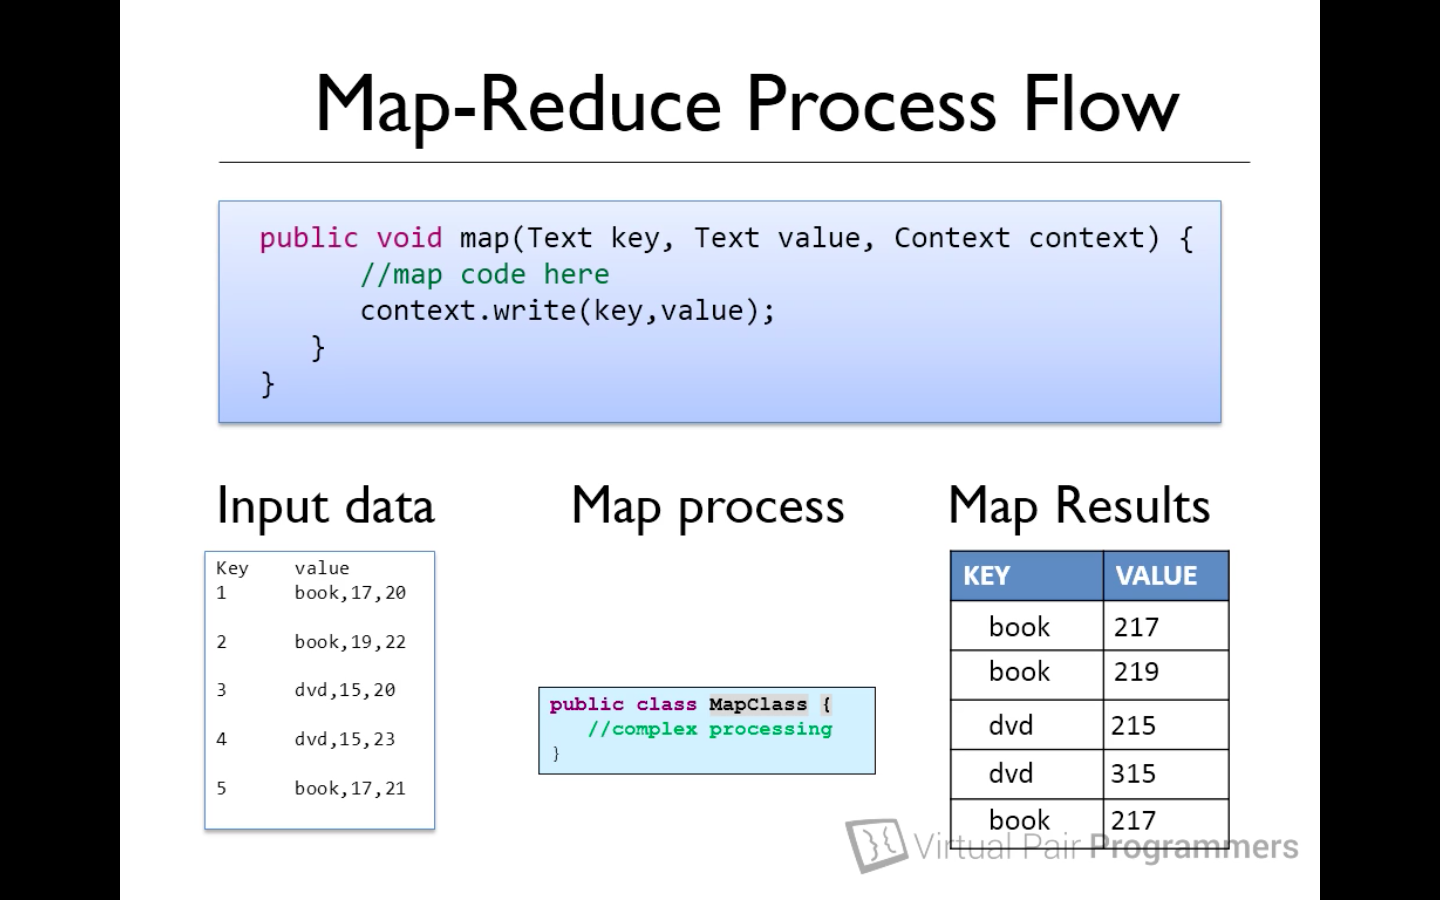 Map-Reduce Process Flow
public void map(Text key, Text value, Context context) {
//map code here
context.write(key,value);
}
}
Input data
Key value
1 book,17,20
2 book,19,22
3 dvd,15,20
4 dvd,15,23
5 book,17,21
Map process
public class MapClass {
//complex processing
}
Map Results
KEY VALUE
book 217
book 219
dvd 215
dvd 315
book 217
Virtual Pair Programmers